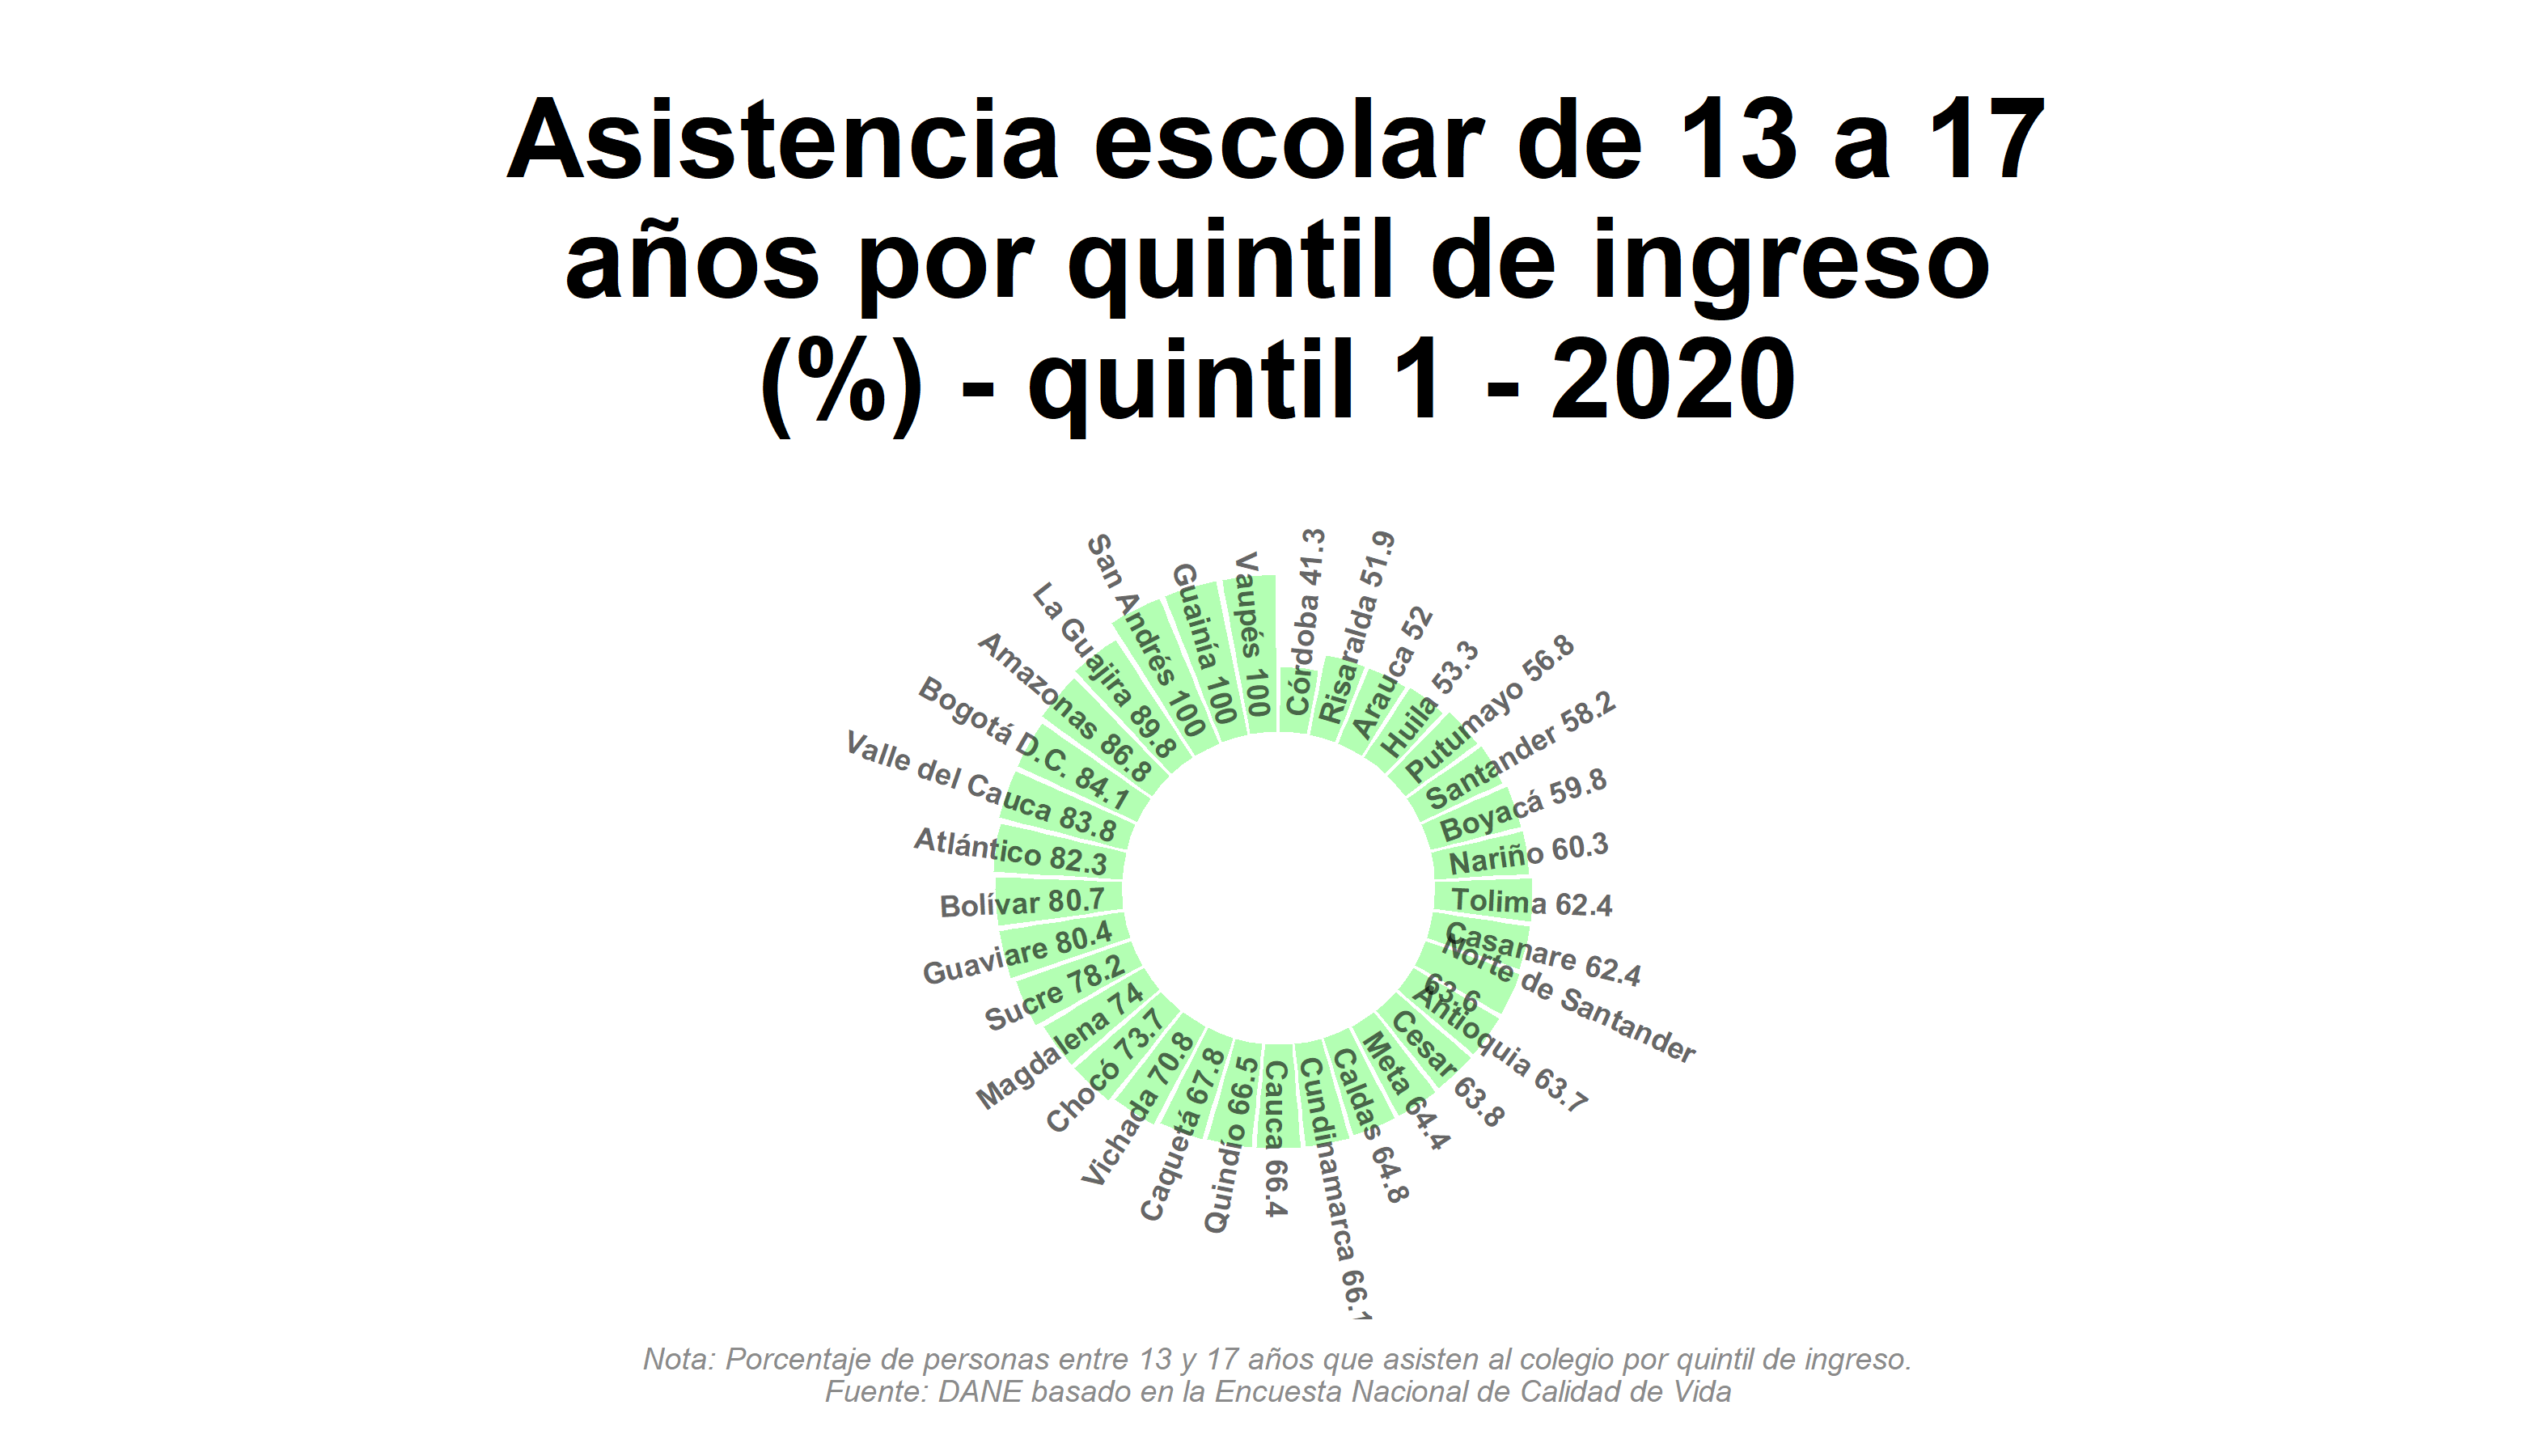 Asistencia escolar de 13 a 17
años por quintil de ingreso
(%) - quintil 1 - 2020
Córdoba 41.3
Risaralda 51.9
Arauca 52
Huila 53.3
Putumayo 56.8
Santander 58.2
Boyacá 59.8
Nariño 60.3
Tolima 62.4
Casanare 62.4
Norte de Santander
63.6
Antioquia 63.7
Cesar 63.8
Meta 64.4
Caldas 64.8
Cundinamarca 66.1
Cauca 66.4
Quindío 66.5
Caquetá 67.8
Vichada 70.8
Chocó 73.7
Magdalena 74
Sucre 78.2
Guaviare 80.4
Bolívar 80.7
Atlántico 82.3
Valle del Cauca 83.8
Bogotá D.C. 84.1
Amazonas 86.8
La Guajira 89.8
San Andrés 100
Guainía 100
Vaupés 100
Nota: Porcentaje de personas entre 13 y 17 años que asisten al colegio por quintil de ingreso.
Fuente: DANE basado en la Encuesta Nacional de Calidad de Vida